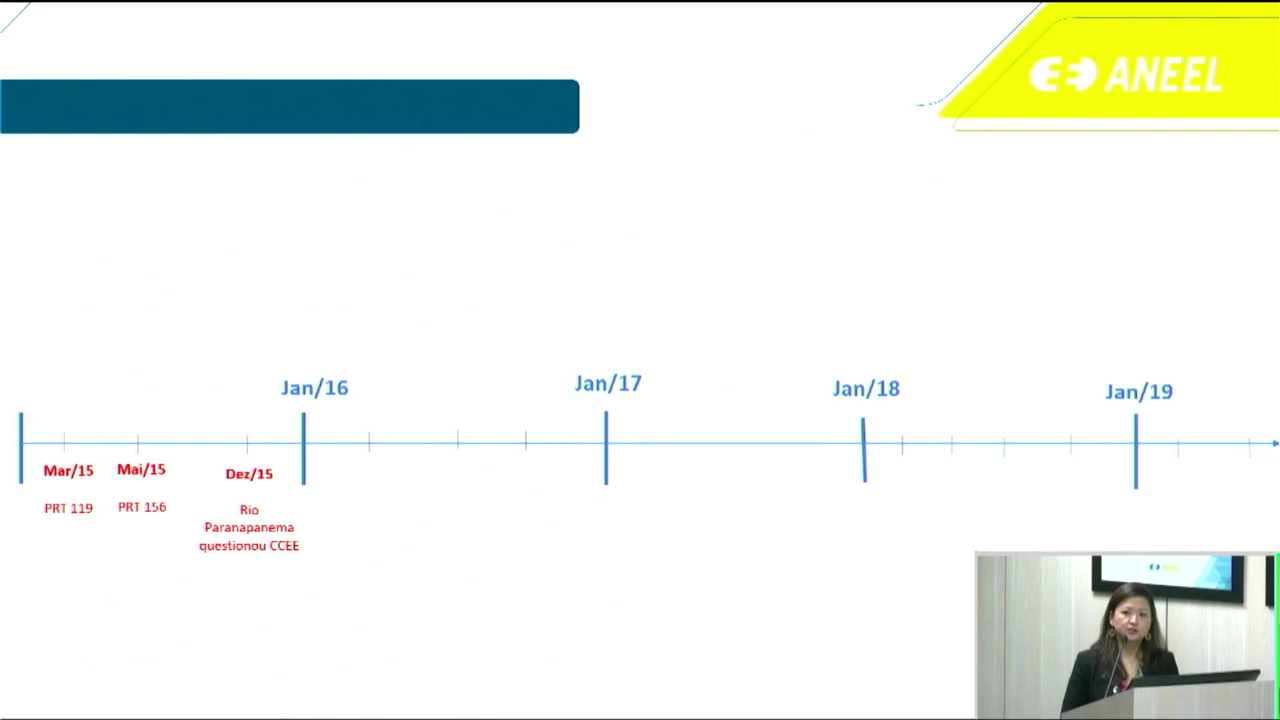 ANEEL
Jan/16
Jan/17
Jan/18
Jan/19
Mar/15
Mai/15
Dez/15
PRT 119
PRT 156
Rio
Paranapanema
questionou CCEE